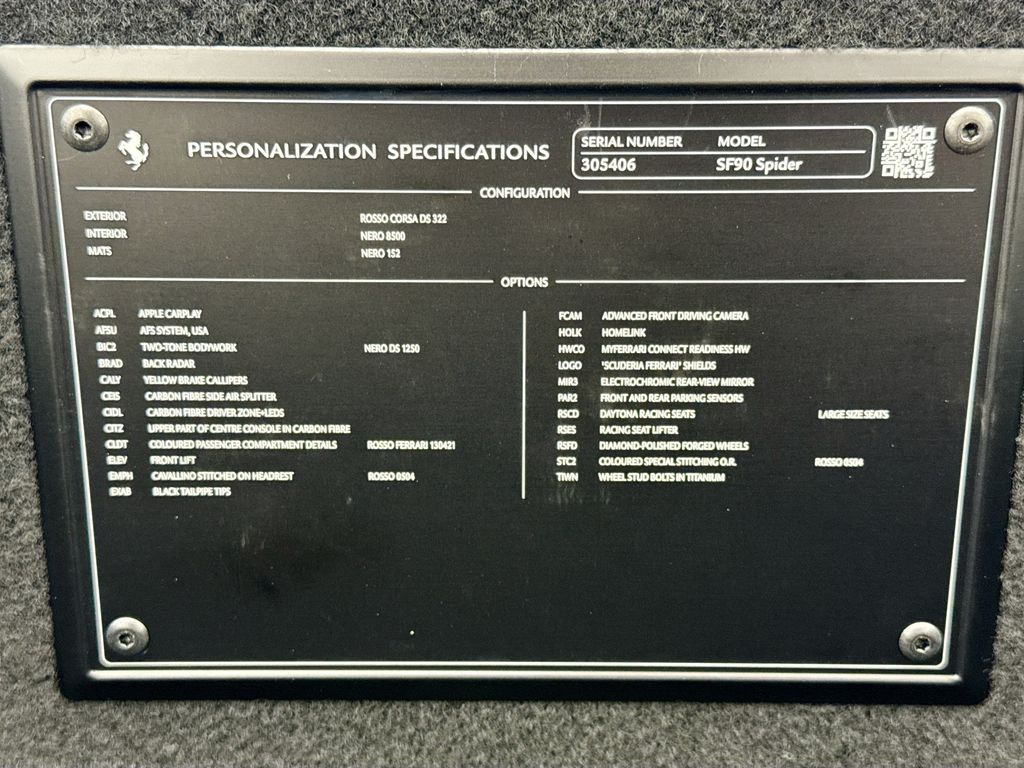 PERSONALIZATION SPECIFICATIONS
SERIAL NUMBER MODEL
305406 SF90 Spider
CONFIGURATION
EXTERIOR ROSSO CORSA DS 322
INTERIOR NERO 8500
MATS NERO 152
OPTIONS
ACPL APPLE CARPLAY
AFSU AFS SYSTEM, USA
BIC2 TWO-TONE BODYWORK NERO DS 1250
BRAD BACK RADAR
CALY YELLOW BRAKE CALLIPERS
CEIS CARBON FIBRE SIDE AIR SPLITTER
CIDL CARBON FIBRE DRIVER ZONE+LEDS
CITZ UPPER PART OF CENTRE CONSOLE IN CARBON FIBRE
CLDT COLOURED PASSENGER COMPARTMENT DETAILS ROSSO FERRARI 130421
ELEV FRONT LIFT
EMPH CAVALLINO STITCHED ON HEADREST ROSSO 0504
EXAB BLACK TAILPIPE TIPS
FCAM ADVANCED FRONT DRIVING CAMERA
HOLK HOMELINK
HWCO MYFERRARI CONNECT READINESS HW
LOGO "SCUDERIA FERRARI" SHIELDS
MIR3 ELECTROCHROMIC REAR-VIEW MIRROR
PAR2 FRONT AND REAR PARKING SENSORS
RSCD DAYTONA RACING SEATS LARGE SIZE SEATS
RSES RACING SEAT LIFTER
RSFD DIAMOND-POLISHED FORGED WHEELS
STC2 COLOURED SPECIAL STITCHING O.R. ROSSO 0504
TIWN WHEEL STUD BOLTS IN TITANIUM